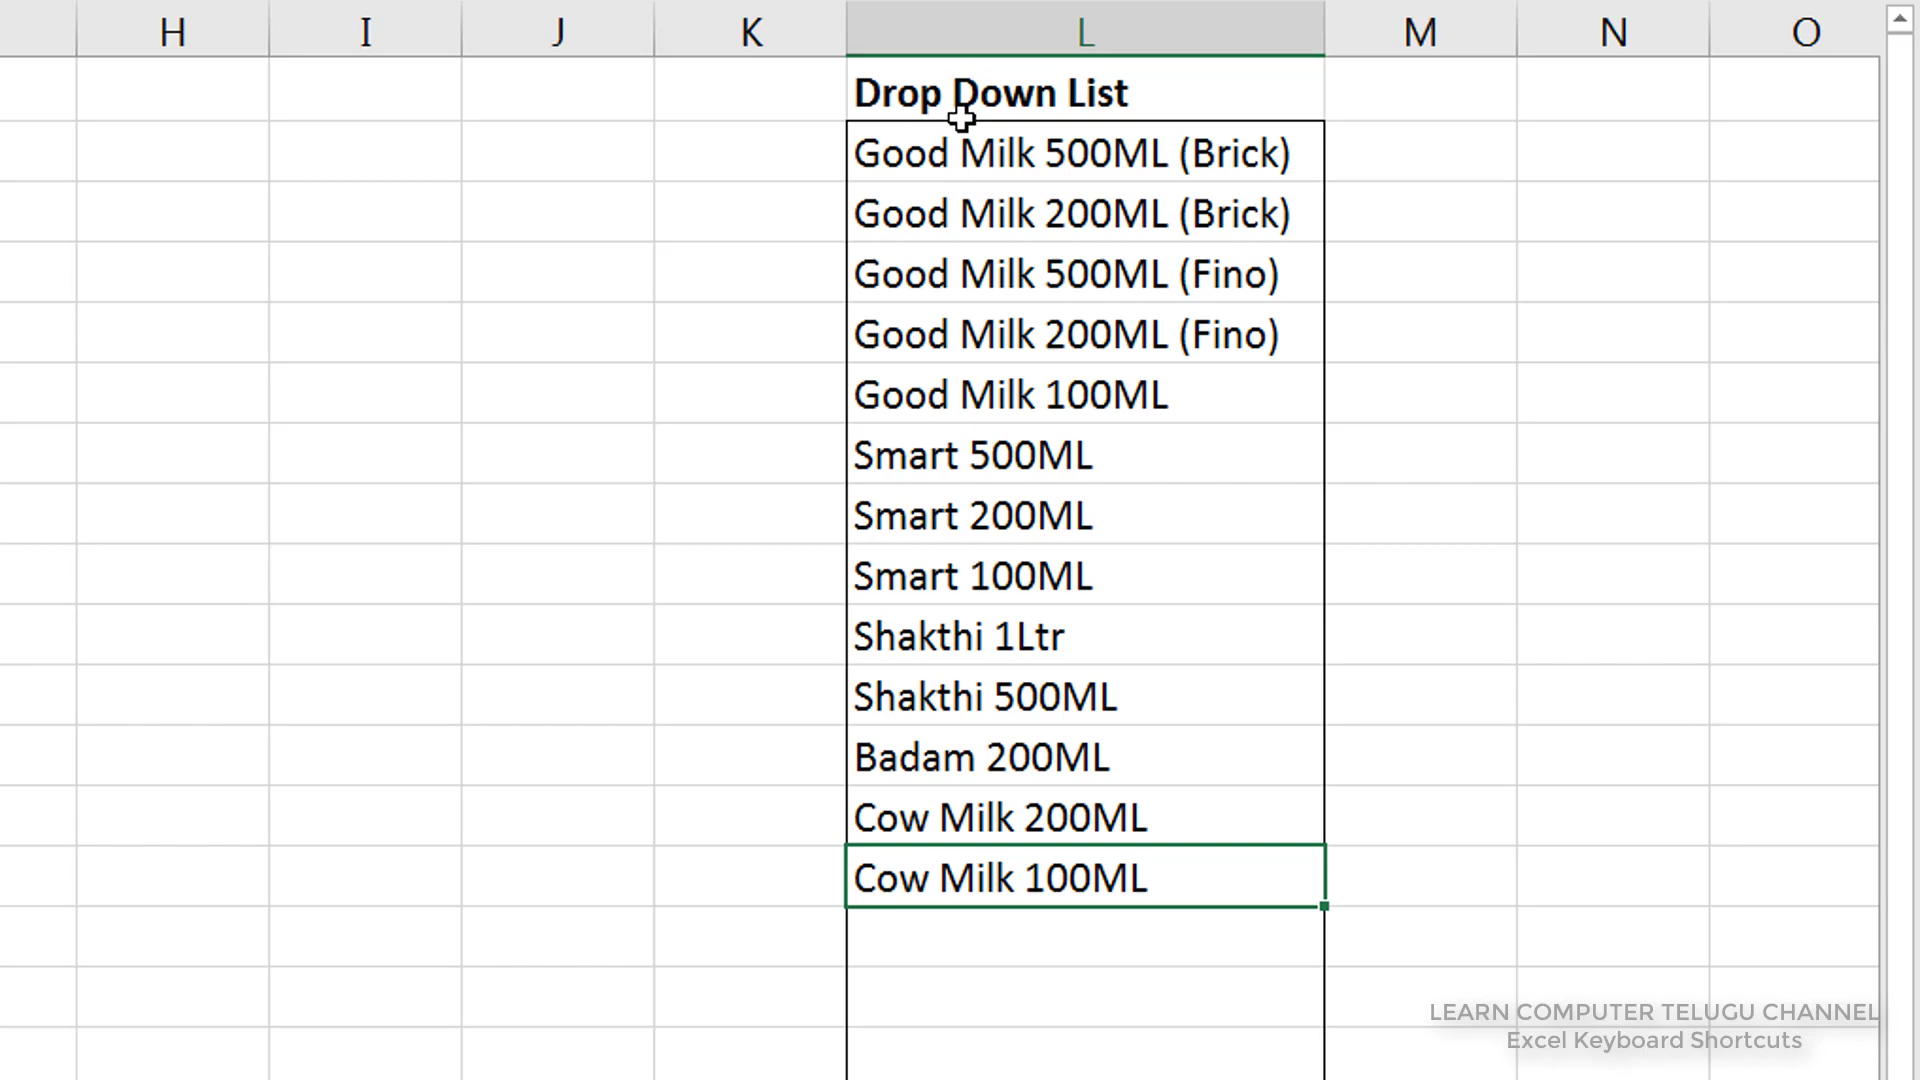 H I J K L M N O
Drop Down List
Good Milk 500ML (Brick)
Good Milk 200ML (Brick)
Good Milk 500ML (Fino)
Good Milk 200ML (Fino)
Good Milk 100ML
Smart 500ML
Smart 200ML
Smart 100ML
Shakthi 1Ltr
Shakthi 500ML
Badam 200ML
Cow Milk 200ML
Cow Milk 100ML
LEARN COMPUTER TELUGU CHANNEL
Excel Keyboard Shortcuts